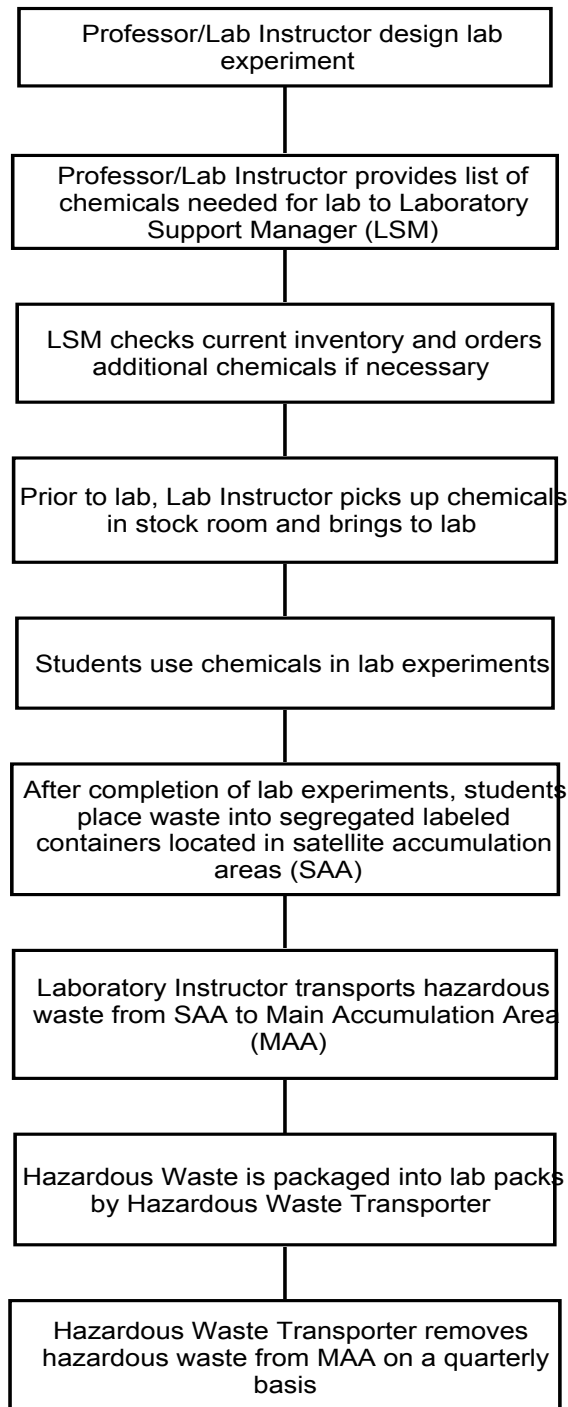 Professor/Lab Instructor design lab
experiment
Professor/Lab Instructor provides list of
chemicals needed for lab to Laboratory
Support Manager (LSM)
LSM checks current inventory and orders
additional chemicals if necessary
Prior to lab, Lab Instructor picks up chemicals
in stock room and brings to lab
Students use chemicals in lab experiments
After completion of lab experiments, students
place waste into segregated labeled
containers located in satellite accumulation
areas (SAA)
Laboratory Instructor transports hazardous
waste from SAA to Main Accumulation Area
(MAA)
Hazardous Waste is packaged into lab packs
by Hazardous Waste Transporter
Hazardous Waste Transporter removes
hazardous waste from MAA on a quarterly
basis